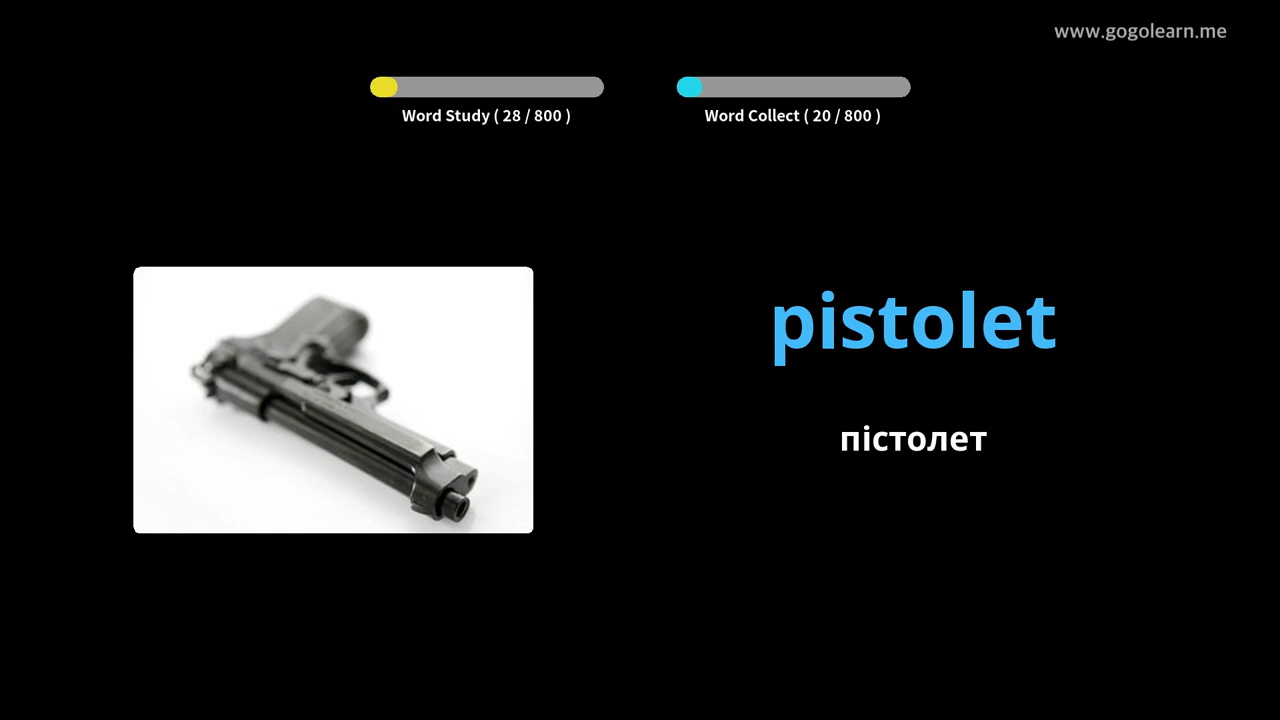 www.gogolearn.me
Word Study ( 28 / 800 )
Word Collect ( 20 / 800 )
pistolet
пістолет